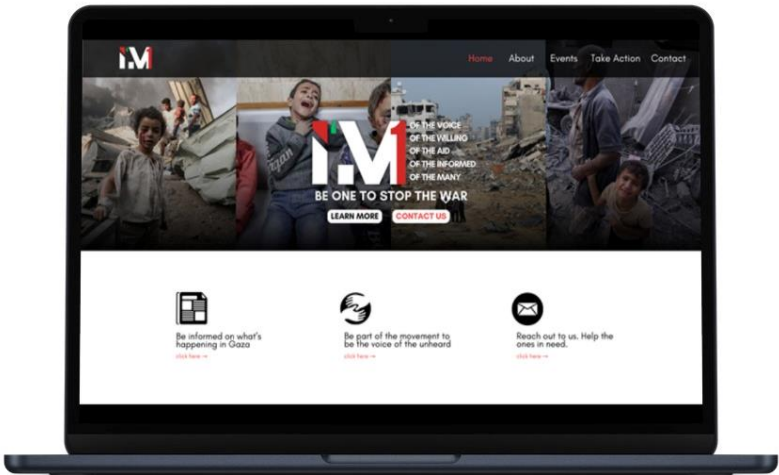 I.M1
Home About Events Take Action Contact
I.M1
OF THE VOICE
OF THE WILLING
OF THE AID
OF THE INFORMED
OF THE MANY
BE ONE TO STOP THE WAR
LEARN MORE CONTACT US
Be informed on what's
happening in Gaza
click here →
Be part of the movement to
be the voice of the unheard
click here →
Reach out to us. Help the
ones in need.
click here →